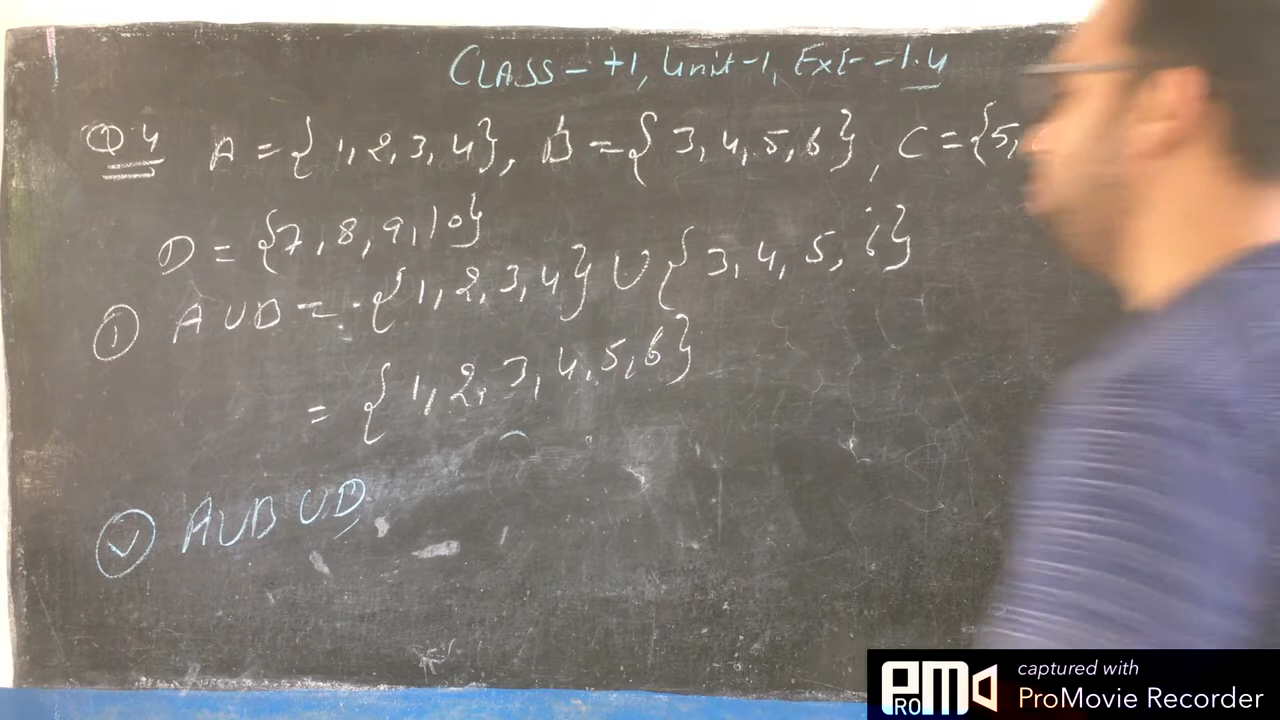 CLASS - +1, Unit-1, Ex:- -1.4
Q.4 A = {1, 2, 3, 4}, B = {3, 4, 5, 6}, C = {5,
D = {7, 8, 9, 10}
(i) A ∪ B = {1, 2, 3, 4} ∪ {3, 4, 5, 6}
= {1, 2, 3, 4, 5, 6}
(v) A ∪ B ∪ D
PROM captured with
ProMovie Recorder